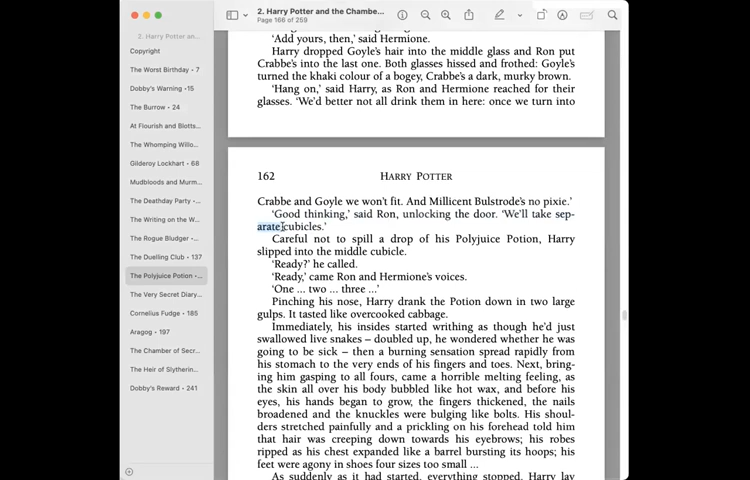 2. Harry Potter and the Chambe...
Page 166 of 259
2. Harry Potter an...
Copyright
The Worst Birthday • 7
Dobby's Warning • 15
The Burrow • 24
At Flourish and Blotts...
The Whomping Willo...
Gilderoy Lockhart • 68
Mudbloods and Murm...
The Deathday Party •...
The Writing on the W...
The Rogue Bludger •...
The Duelling Club • 137
The Polyjuice Potion •...
The Very Secret Diary...
Cornelius Fudge • 185
Aragog • 197
The Chamber of Secr...
The Heir of Slytherin...
Dobby's Reward • 241
'Add yours, then,' said Hermione.
Harry dropped Goyle's hair into the middle glass and Ron put
Crabbe's into the last one. Both glasses hissed and frothed: Goyle's
turned the khaki colour of a bogey, Crabbe's a dark, murky brown.
'Hang on,' said Harry, as Ron and Hermione reached for their
glasses. 'We'd better not all drink them in here: once we turn into
162 HARRY POTTER
Crabbe and Goyle we won't fit. And Millicent Bulstrode's no pixie.'
'Good thinking,' said Ron, unlocking the door. 'We'll take sep-
arate cubicles.'
Careful not to spill a drop of his Polyjuice Potion, Harry
slipped into the middle cubicle.
'Ready?' he called.
'Ready,' came Ron and Hermione's voices.
'One ... two ... three ...'
Pinching his nose, Harry drank the Potion down in two large
gulps. It tasted like overcooked cabbage.
Immediately, his insides started writhing as though he'd just
swallowed live snakes – doubled up, he wondered whether he was
going to be sick – then a burning sensation spread rapidly from
his stomach to the very ends of his fingers and toes. Next, bring-
ing him gasping to all fours, came a horrible melting feeling, as
the skin all over his body bubbled like hot wax, and before his
eyes, his hands began to grow, the fingers thickened, the nails
broadened and the knuckles were bulging like bolts. His shoul-
ders stretched painfully and a prickling on his forehead told him
that hair was creeping down towards his eyebrows; his robes
ripped as his chest expanded like a barrel bursting its hoops; his
feet were agony in shoes four sizes too small ...
As suddenly as it had started, everything stopped. Harry lay